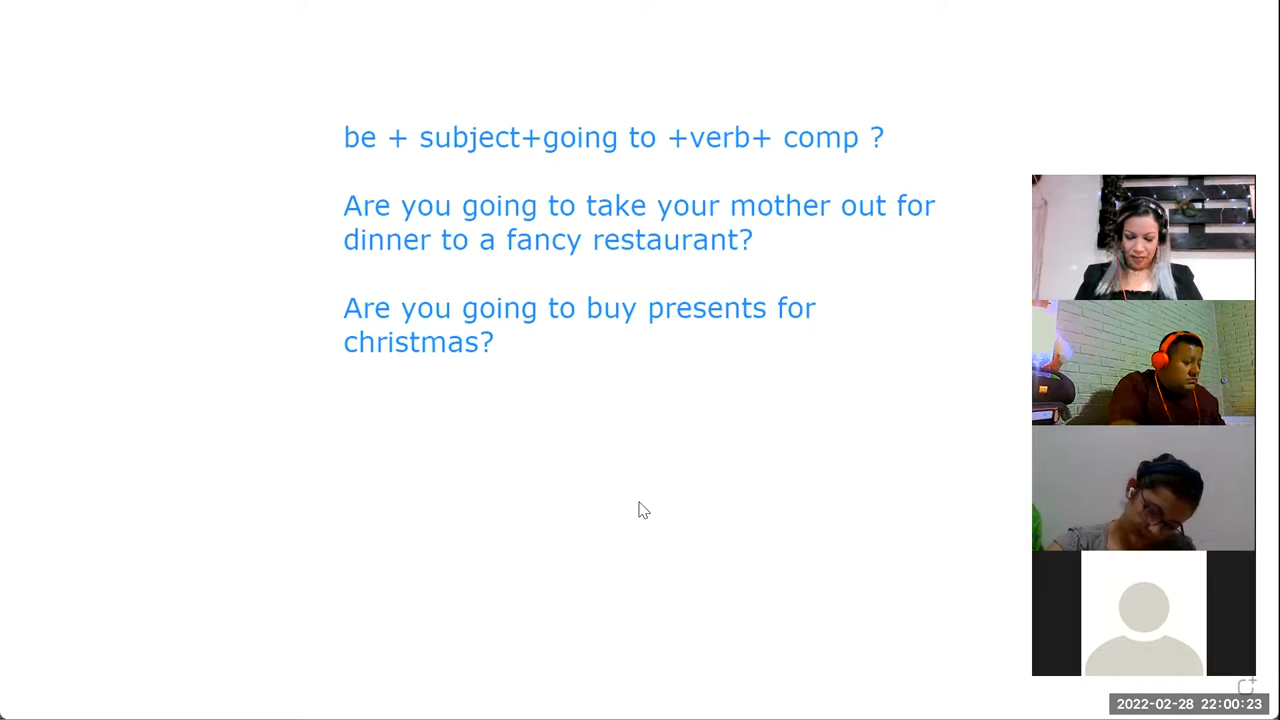 be + subject+going to +verb+ comp ?
Are you going to take your mother out for
dinner to a fancy restaurant?
Are you going to buy presents for
christmas?
2022-02-28 22:00:23